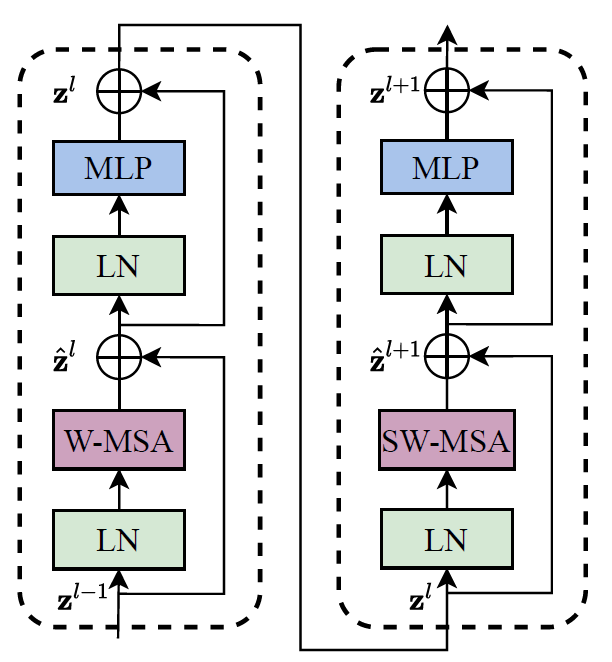 z^l
MLP
LN
ẑ^l
W-MSA
LN
z^{l-1}
z^{l+1}
MLP
LN
ẑ^{l+1}
SW-MSA
LN
z^l